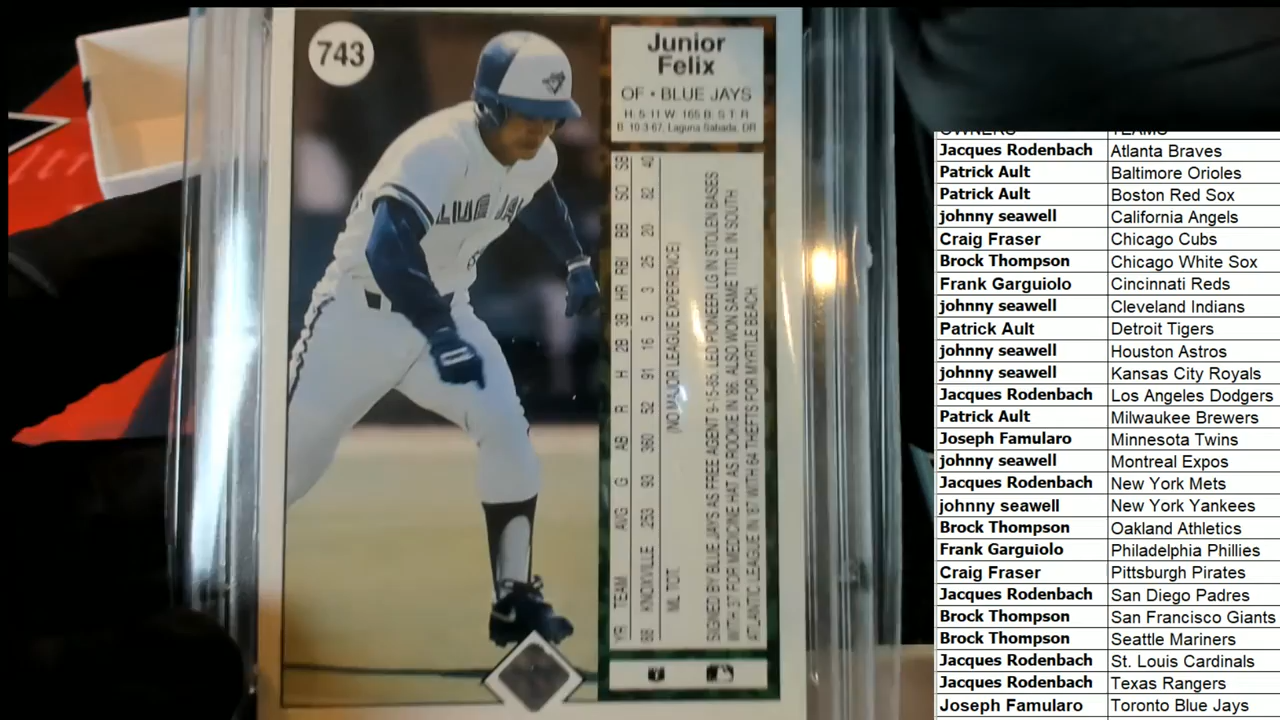 743
Junior
Felix
OF • BLUE JAYS
H. 5-11 W. 165 B. S T. R
B. 10-3-67, Laguna Sabada, DR
YR TEAM AVG G AB R H 2B 3B HR RBI BB SO SB
88 KNOXVILLE 253 93 360 52 91 16 5 3 25 20 82 40
ML TOT. (NO MAJOR LEAGUE EXPERIENCE)
SIGNED BY BLUE JAYS AS FREE AGENT 9-15-85. LED PIONEER LG IN STOLEN BASES
WITH 37 FOR MEDICINE HAT AS ROOKIE IN '86. ALSO WON SAME TITLE IN SOUTH
ATLANTIC LEAGUE IN '87 WITH 64 THEFTS FOR MYRTLE BEACH.
OWNERS TEAMS
Jacques Rodenbach Atlanta Braves
Patrick Ault Baltimore Orioles
Patrick Ault Boston Red Sox
johnny seawell California Angels
Craig Fraser Chicago Cubs
Brock Thompson Chicago White Sox
Frank Garguiolo Cincinnati Reds
johnny seawell Cleveland Indians
Patrick Ault Detroit Tigers
johnny seawell Houston Astros
johnny seawell Kansas City Royals
Jacques Rodenbach Los Angeles Dodgers
Patrick Ault Milwaukee Brewers
Joseph Famularo Minnesota Twins
johnny seawell Montreal Expos
Jacques Rodenbach New York Mets
johnny seawell New York Yankees
Brock Thompson Oakland Athletics
Frank Garguiolo Philadelphia Phillies
Craig Fraser Pittsburgh Pirates
Jacques Rodenbach San Diego Padres
Brock Thompson San Francisco Giants
Brock Thompson Seattle Mariners
Jacques Rodenbach St. Louis Cardinals
Jacques Rodenbach Texas Rangers
Joseph Famularo Toronto Blue Jays